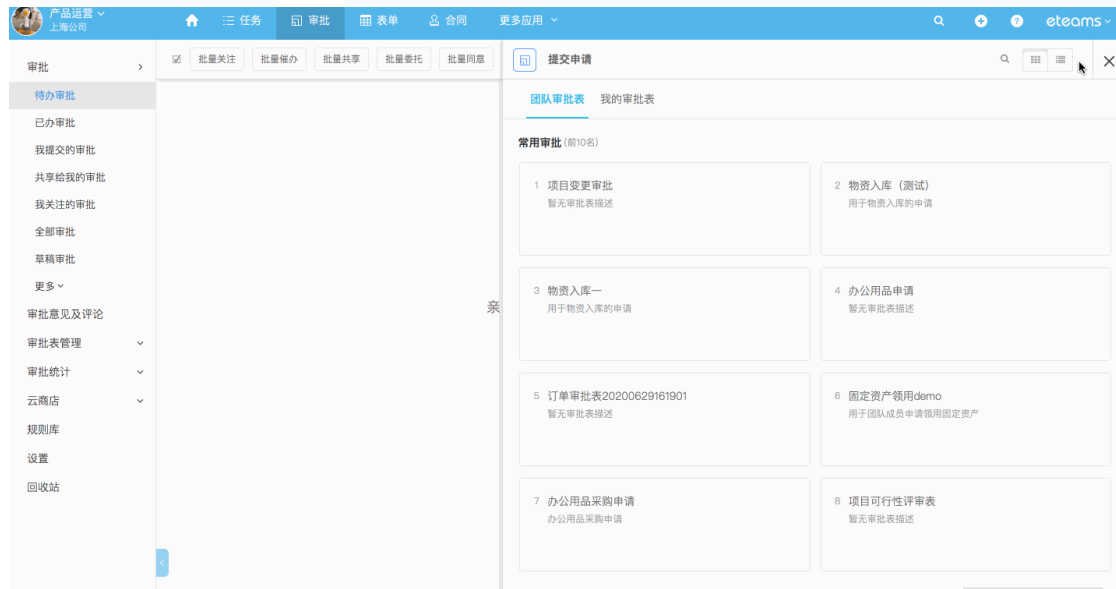 产品运营
上海公司
任务
审批
表单
合同
更多应用
eteams
审批
待办审批
已办审批
我提交的审批
共享给我的审批
我关注的审批
全部审批
草稿审批
更多
审批意见及评论
审批表管理
审批统计
云商店
规则库
设置
回收站
批量关注
批量催办
批量共享
批量委托
批量同意
亲
提交申请
团队审批表 我的审批表
常用审批(前10名)
1 项目变更审批
暂无审批表描述
2 物资入库（测试）
用于物资入库的申请
3 物资入库一
用于物资入库的申请
4 办公用品申请
暂无审批表描述
5 订单审批表20200629161901
暂无审批表描述
6 固定资产领用demo
用于团队成员申请领用固定资产
7 办公用品采购申请
办公用品采购申请
8 项目可行性评审表
暂无审批表描述